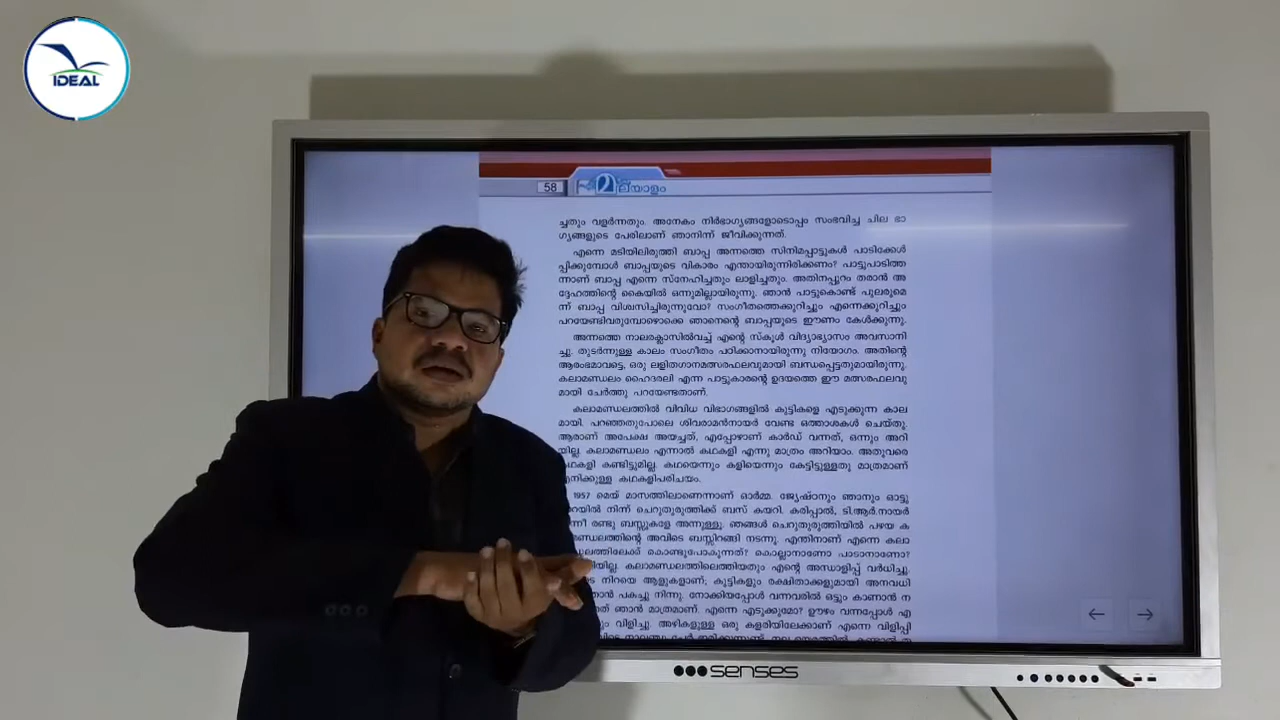 IDEAL
58
മലയാളം
ച്ചതും വളർന്നതും. അനേകം നിർഭാഗ്യങ്ങളോടൊപ്പം സംഭവിച്ച ചില ഭാ
ഗ്യങ്ങളുടെ പേരിലാണ് ഞാനിന്ന് ജീവിക്കുന്നത്.
എന്നെ മടിയിലിരുത്തി ബാപ്പ അന്നത്തെ സിനിമപ്പാട്ടുകൾ പാടിക്കേൾ
പ്പിക്കുമ്പോൾ ബാപ്പയുടെ വികാരം എന്തായിരുന്നിരിക്കണം? പാട്ടുപാടിത്ത
ന്നാണ് ബാപ്പ എന്നെ സ്നേഹിച്ചതും ലാളിച്ചതും. അതിനപ്പുറം തരാൻ അ
ദ്ദേഹത്തിന്റെ കൈയിൽ ഒന്നുമില്ലായിരുന്നു. ഞാൻ പാട്ടുകൊണ്ട് പുലരുമെ
ന്ന് ബാപ്പ വിശ്വസിച്ചിരുന്നുവോ? സംഗീതത്തെക്കുറിച്ചും എന്നെക്കുറിച്ചും
പറയേണ്ടിവരുമ്പോഴൊക്കെ ഞാനെന്റെ ബാപ്പയുടെ ഈണം കേൾക്കുന്നു.
അന്നത്തെ നാലരക്ലാസിൽവച്ച് എന്റെ സ്കൂൾ വിദ്യാഭ്യാസം അവസാനി
ച്ചു. തുടർന്നുള്ള കാലം സംഗീതം പഠിക്കാനായിരുന്നു നിയോഗം. അതിന്റെ
ആരംഭമാവട്ടെ, ഒരു ലളിതഗാനമത്സരഫലവുമായി ബന്ധപ്പെട്ടതുമായിരുന്നു.
കലാമണ്ഡലം ഹൈദരലി എന്ന പാട്ടുകാരന്റെ ഉദയത്തെ ഈ മത്സരഫലവു
മായി ചേർത്തു പറയേണ്ടതാണ്.
കലാമണ്ഡലത്തിൽ വിവിധ വിഭാഗങ്ങളിൽ കുട്ടികളെ എടുക്കുന്ന കാല
മായി. പറഞ്ഞതുപോലെ ശിവരാമൻനായർ വേണ്ട ഒത്താശകൾ ചെയ്തു.
ആരാണ് അപേക്ഷ അയച്ചത്, എപ്പോഴാണ് കാർഡ് വന്നത്, ഒന്നും അറി
യില്ല. കലാമണ്ഡലം എന്നാൽ കഥകളി എന്നു മാത്രം അറിയാം. അതുവരെ
കഥകളി കണ്ടിട്ടുമില്ല. കഥയെന്നും കളിയെന്നും കേട്ടിട്ടുള്ളതു മാത്രമാണ്
എനിക്കുള്ള കഥകളിപരിചയം.
1957 മെയ് മാസത്തിലാണെന്നാണ് ഓർമ്മ. ജ്യേഷ്ഠനും ഞാനും ഓട്ടു
പാറയിൽ നിന്ന് ചെറുതുരുത്തിക്ക് ബസ് കയറി. കരിപ്പാൽ, ടി.ആർ.നായർ
രണ്ടു ബസ്സുകളേ അന്നുള്ളൂ. ഞങ്ങൾ ചെറുതുരുത്തിയിൽ പഴയ ക
മണ്ഡലത്തിന്റെ അവിടെ ബസ്സിറങ്ങി നടന്നു. എന്തിനാണ് എന്നെ കലാ
മണ്ഡലത്തിലേക്ക് കൊണ്ടുപോകുന്നത്? കൊല്ലാനാണോ പാടാനാണോ?
കലാമണ്ഡലത്തിലെത്തിയതും എന്റെ അന്ധാളിപ്പ് വർധിച്ചു.
നിറയെ ആളുകളാണ്; കുട്ടികളും രക്ഷിതാക്കളുമായി അനവധി
ഞാൻ പകച്ചു നിന്നു. നോക്കിയപ്പോൾ വന്നവരിൽ ഒട്ടും കാണാൻ ന
ഞാൻ മാത്രമാണ്. എന്നെ എടുക്കുമോ? ഊഴം വന്നപ്പോൾ എ
വിളിച്ചു. അഴികളുള്ള ഒരു കളരിയിലേക്കാണ് എന്നെ വിളിപ്പി
senses